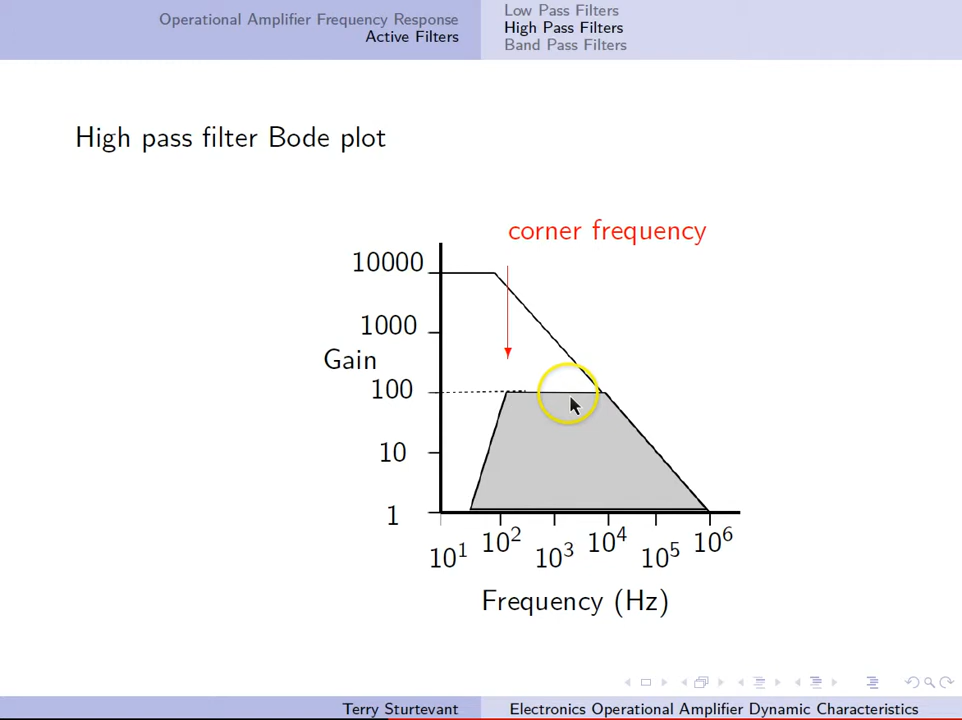 Operational Amplifier Frequency Response
Active Filters
Low Pass Filters
High Pass Filters
Band Pass Filters
High pass filter Bode plot
corner frequency
10000
1000
Gain
100
10
1
10¹ 10² 10³ 10⁴ 10⁵ 10⁶
Frequency (Hz)
Terry Sturtevant
Electronics Operational Amplifier Dynamic Characteristics